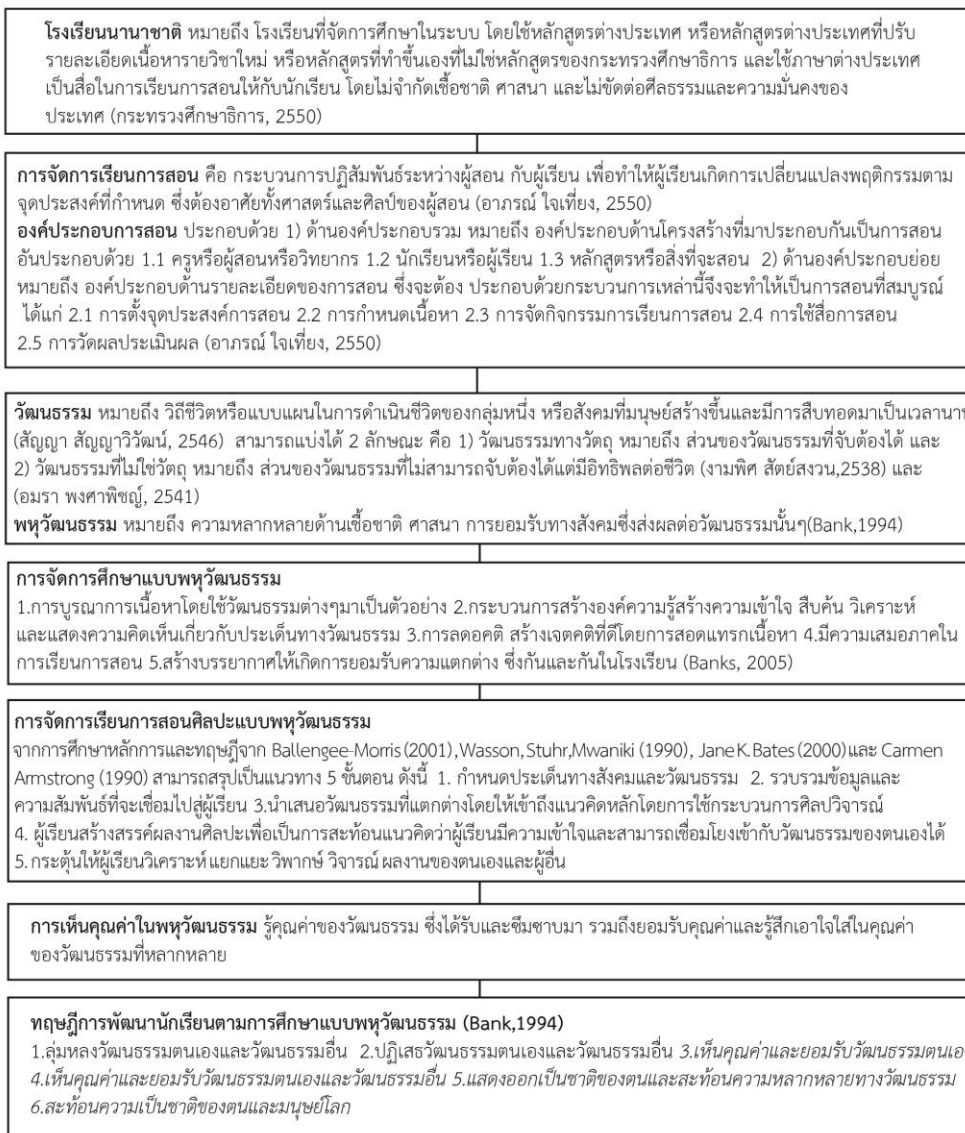 โรงเรียนนานาชาติ หมายถึง โรงเรียนที่จัดการศึกษาในระบบ โดยใช้หลักสูตรต่างประเทศ หรือหลักสูตรต่างประเทศที่ปรับ
รายละเอียดเนื้อหารายวิชาใหม่ หรือหลักสูตรที่ทำขึ้นเองที่ไม่ใช่หลักสูตรของกระทรวงศึกษาธิการ และใช้ภาษาต่างประเทศ
เป็นสื่อในการเรียนการสอนให้กับนักเรียน โดยไม่จำกัดเชื้อชาติ ศาสนา และไม่ขัดต่อศีลธรรมและความมั่นคงของ
ประเทศ (กระทรวงศึกษาธิการ, 2550)
การจัดการเรียนการสอน คือ กระบวนการปฏิสัมพันธ์ระหว่างผู้สอน กับผู้เรียน เพื่อทำให้ผู้เรียนเกิดการเปลี่ยนแปลงพฤติกรรมตาม
จุดประสงค์ที่กำหนด ซึ่งต้องอาศัยทั้งศาสตร์และศิลป์ของผู้สอน (อาภรณ์ ใจเที่ยง, 2550)
องค์ประกอบการสอน ประกอบด้วย 1) ด้านองค์ประกอบรวม หมายถึง องค์ประกอบด้านโครงสร้างที่มาประกอบกันเป็นการสอน
อันประกอบด้วย 1.1 ครูหรือผู้สอนหรือวิทยากร 1.2 นักเรียนหรือผู้เรียน 1.3 หลักสูตรหรือสิ่งที่จะสอน 2) ด้านองค์ประกอบย่อย
หมายถึง องค์ประกอบด้านรายละเอียดของการสอน ซึ่งจะต้อง ประกอบด้วยกระบวนการเหล่านี้จึงจะทำให้เป็นการสอนที่สมบูรณ์
ได้แก่ 2.1 การตั้งจุดประสงค์การสอน 2.2 การกำหนดเนื้อหา 2.3 การจัดกิจกรรมการเรียนการสอน 2.4 การใช้สื่อการสอน
2.5 การวัดผลประเมินผล (อาภรณ์ ใจเที่ยง, 2550)
วัฒนธรรม หมายถึง วิถีชีวิตหรือแบบแผนในการดำเนินชีวิตของกลุ่มหนึ่ง หรือสังคมที่มนุษย์สร้างขึ้นและมีการสืบทอดมาเป็นเวลานาน
(สัญญา สัญญาวิวัฒน์, 2546) สามารถแบ่งได้ 2 ลักษณะ คือ 1) วัฒนธรรมทางวัตถุ หมายถึง ส่วนของวัฒนธรรมที่จับต้องได้ และ
2) วัฒนธรรมที่ไม่ใช่วัตถุ หมายถึง ส่วนของวัฒนธรรมที่ไม่สามารถจับต้องได้แต่มีอิทธิพลต่อชีวิต (งามพิศ สัตย์สงวน,2538) และ
(อมรา พงศาพิชญ์, 2541)
พหุวัฒนธรรม หมายถึง ความหลากหลายด้านเชื้อชาติ ศาสนา การยอมรับทางสังคมซึ่งส่งผลต่อวัฒนธรรมนั้นๆ(Bank,1994)
การจัดการศึกษาแบบพหุวัฒนธรรม
1.การบูรณาการเนื้อหาโดยใช้วัฒนธรรมต่างๆมาเป็นตัวอย่าง 2.กระบวนการสร้างองค์ความรู้สร้างความเข้าใจ สืบค้น วิเคราะห์
และแสดงความคิดเห็นเกี่ยวกับประเด็นทางวัฒนธรรม 3.การลดอคติ สร้างเจตคติที่ดีโดยการสอดแทรกเนื้อหา 4.มีความเสมอภาคใน
การเรียนการสอน 5.สร้างบรรยากาศให้เกิดการยอมรับความแตกต่าง ซึ่งกันและกันในโรงเรียน (Banks, 2005)
การจัดการเรียนการสอนศิลปะแบบพหุวัฒนธรรม
จากการศึกษาหลักการและทฤษฎีจาก Ballengee-Morris (2001),Wasson,Stuhr,Mwaniki (1990), Jane K.Bates (2000)และ Carmen
Armstrong (1990) สามารถสรุปเป็นแนวทาง 5 ขั้นตอน ดังนี้ 1. กำหนดประเด็นทางสังคมและวัฒนธรรม 2. รวบรวมข้อมูลและ
ความสัมพันธ์ที่จะเชื่อมไปสู่ผู้เรียน 3.นำเสนอวัฒนธรรมที่แตกต่างโดยให้เข้าถึงแนวคิดหลักโดยการใช้กระบวนการศิลปวิจารณ์
4. ผู้เรียนสร้างสรรค์ผลงานศิลปะเพื่อเป็นการสะท้อนแนวคิดว่าผู้เรียนมีความเข้าใจและสามารถเชื่อมโยงเข้ากับวัฒนธรรมของตนเองได้
5. กระตุ้นให้ผู้เรียนวิเคราะห์ แยกแยะ วิพากษ์ วิจารณ์ ผลงานของตนเองและผู้อื่น
การเห็นคุณค่าในพหุวัฒนธรรม รู้คุณค่าของวัฒนธรรม ซึ่งได้รับและซึมซาบมา รวมถึงยอมรับคุณค่าและรู้สึกเอาใจใส่ในคุณค่า
ของวัฒนธรรมที่หลากหลาย
ทฤษฎีการพัฒนานักเรียนตามการศึกษาแบบพหุวัฒนธรรม (Bank,1994)
1.ลุ่มหลงวัฒนธรรมตนเองและวัฒนธรรมอื่น 2.ปฏิเสธวัฒนธรรมตนเองและวัฒนธรรมอื่น 3.เห็นคุณค่าและยอมรับวัฒนธรรมตนเอ
4.เห็นคุณค่าและยอมรับวัฒนธรรมตนเองและวัฒนธรรมอื่น 5.แสดงออกเป็นชาติของตนและสะท้อนความหลากหลายทางวัฒนธรรม
6.สะท้อนความเป็นชาติของตนและมนุษย์โลก